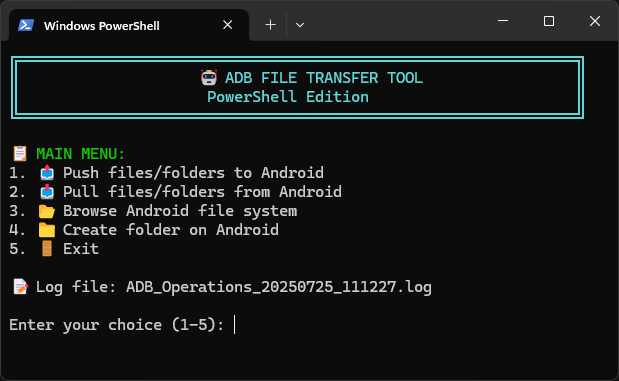 Windows PowerShell
🤖 ADB FILE TRANSFER TOOL
PowerShell Edition
📋 MAIN MENU:
1. 📤 Push files/folders to Android
2. 📥 Pull files/folders from Android
3. 📂 Browse Android file system
4. 📁 Create folder on Android
5. 🚪 Exit
📝 Log file: ADB_Operations_20250725_111227.log
Enter your choice (1-5):